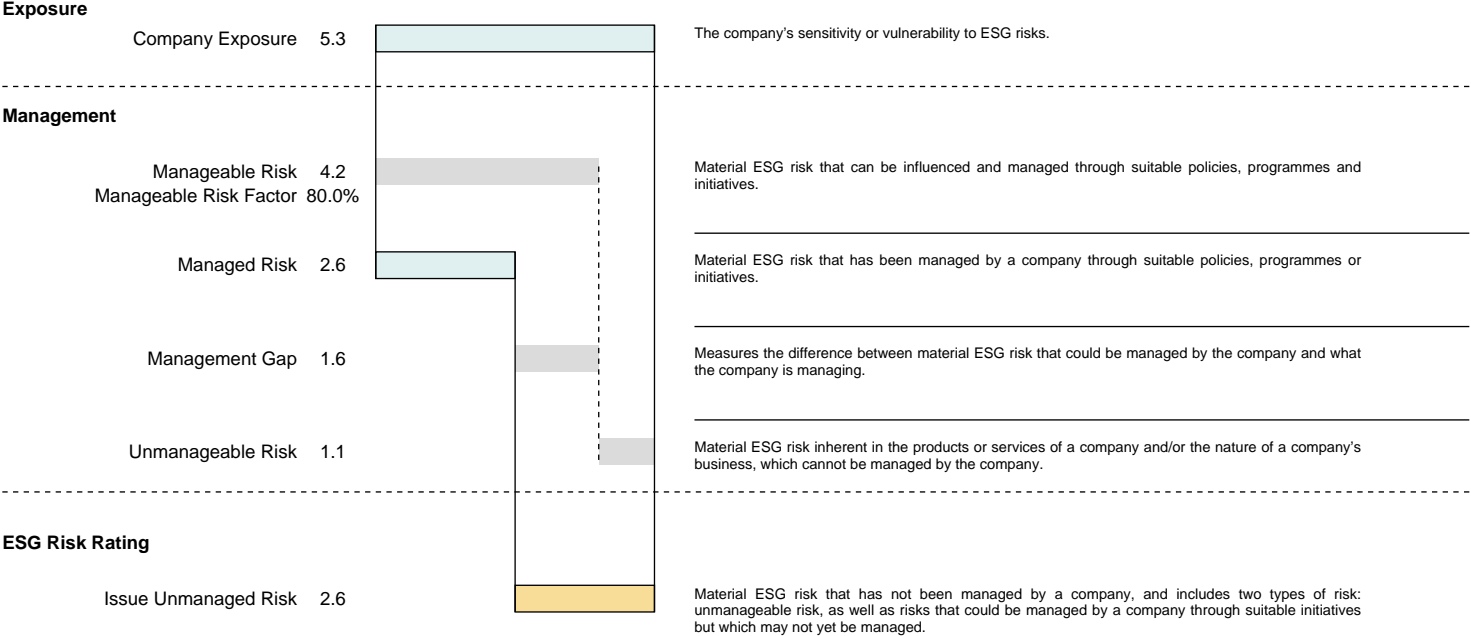 Exposure
Company Exposure 5.3
The company’s sensitivity or vulnerability to ESG risks.
Management
Manageable Risk 4.2
Manageable Risk Factor 80.0%
Material ESG risk that can be influenced and managed through suitable policies, programmes and
initiatives.
Managed Risk 2.6
Material ESG risk that has been managed by a company through suitable policies, programmes or
initiatives.
Management Gap 1.6
Measures the difference between material ESG risk that could be managed by the company and what
the company is managing.
Unmanageable Risk 1.1
Material ESG risk inherent in the products or services of a company and/or the nature of a company’s
business, which cannot be managed by the company.
ESG Risk Rating
Issue Unmanaged Risk 2.6
Material ESG risk that has not been managed by a company, and includes two types of risk:
unmanageable risk, as well as risks that could be managed by a company through suitable initiatives
but which may not yet be managed.